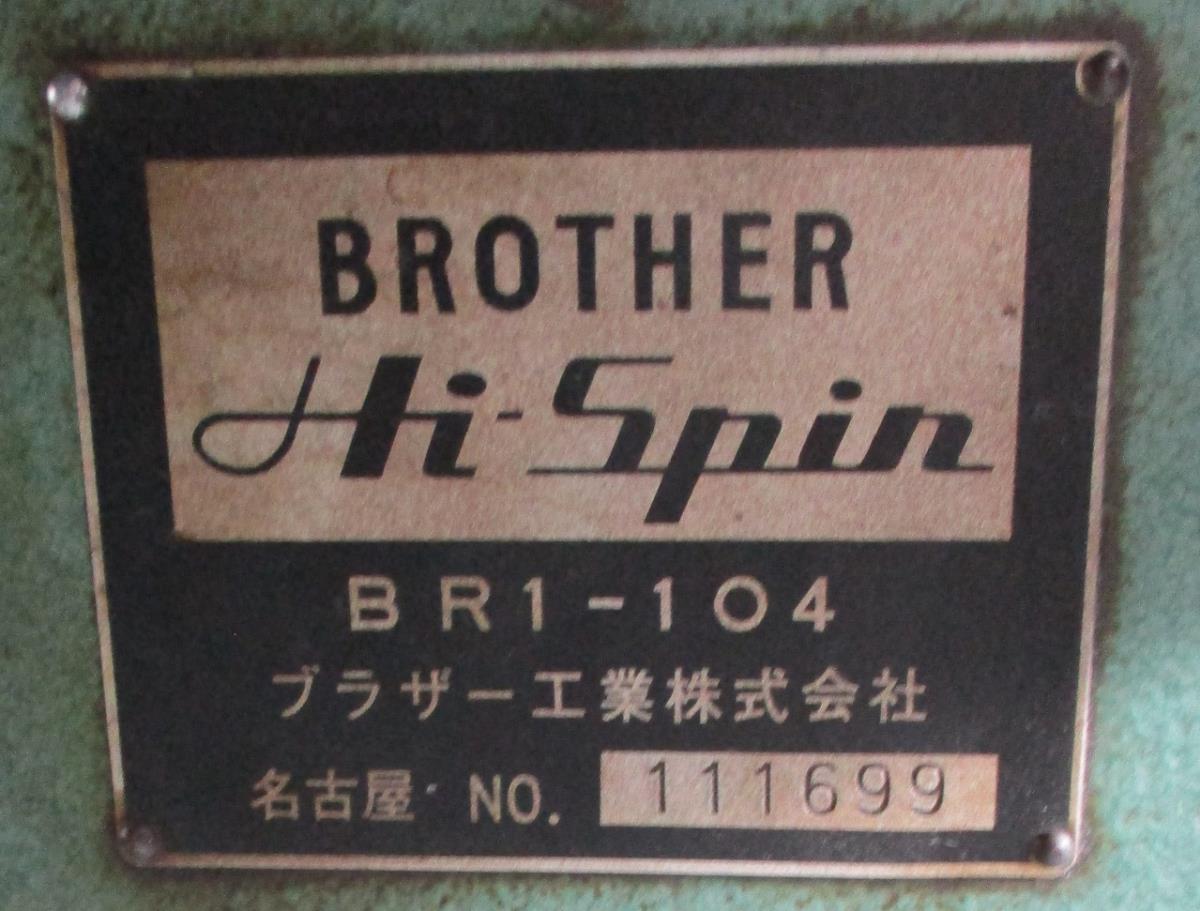 BROTHER
Hi-Spin
BR1-104
ブラザー工業株式会社
名古屋 NO. 111699